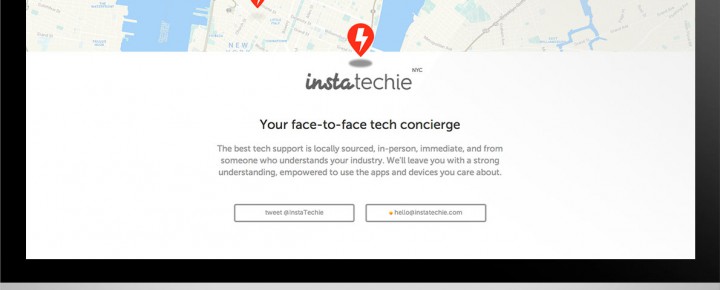 NEW
instatechie NYC
Your face-to-face tech concierge
The best tech support is locally sourced, in-person, immediate, and from
someone who understands your industry. We'll leave you with a strong
understanding, empowered to use the apps and devices you care about.
tweet @InstaTechie
hello@instatechie.com